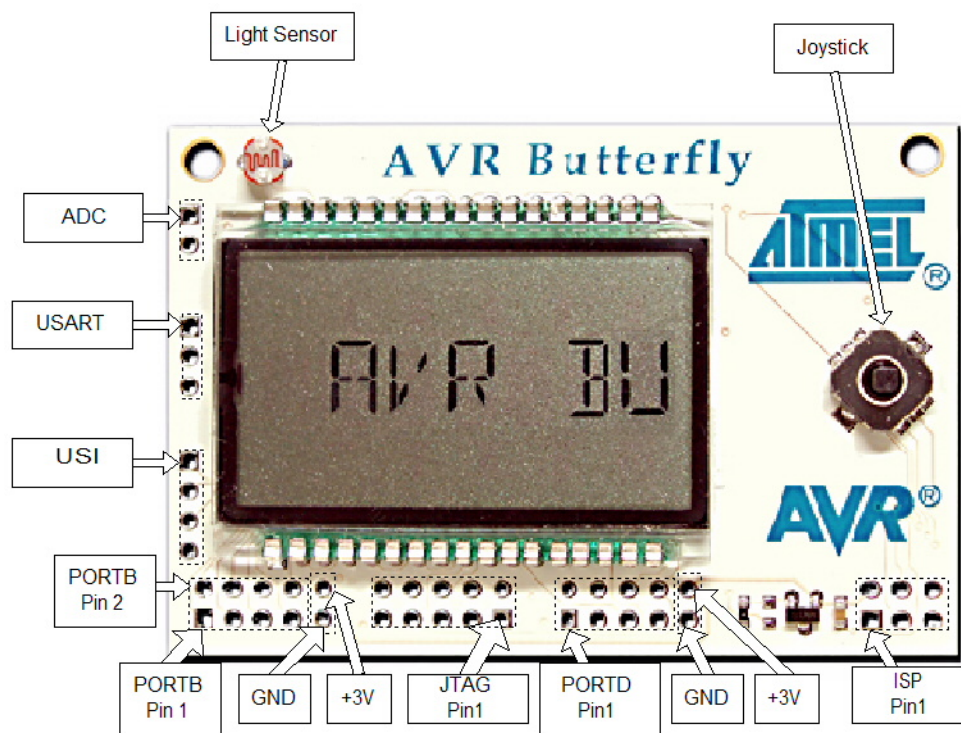 Light Sensor
Joystick
AVR Butterfly
ADC
ATMEL
®
USART
AVR BU
USI
AVR®
PORTB
Pin 2
PORTB
Pin 1
GND
+3V
JTAG
Pin1
PORTD
Pin1
GND
+3V
ISP
Pin1